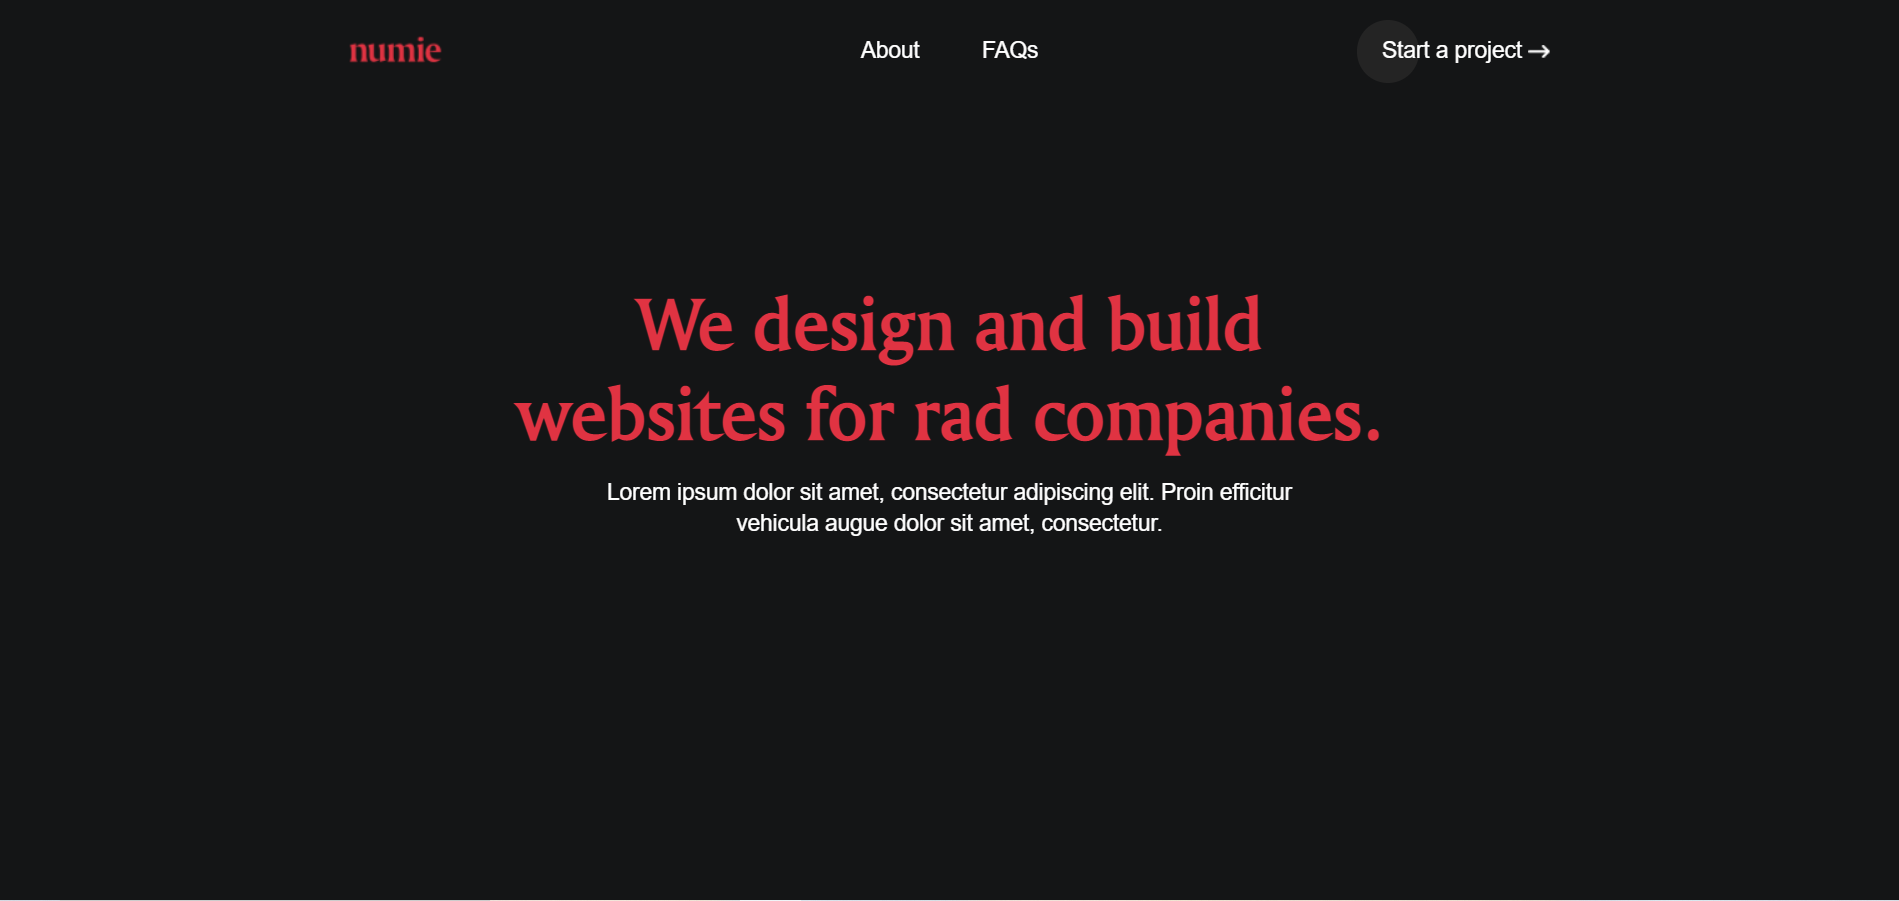 numie
About
FAQs
Start a project →
We design and build
websites for rad companies.
Lorem ipsum dolor sit amet, consectetur adipiscing elit. Proin efficitur
vehicula augue dolor sit amet, consectetur.